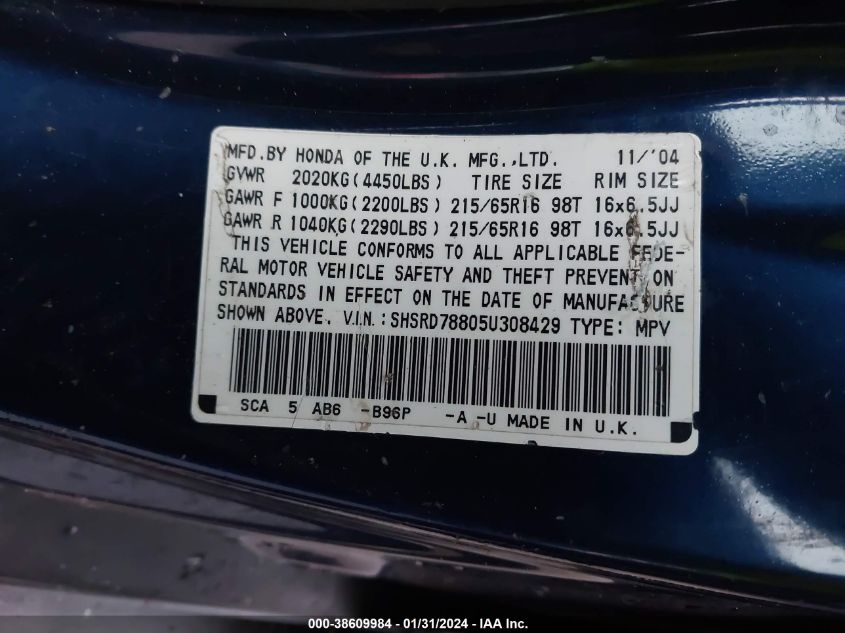 MFD.BY HONDA OF THE U.K. MFG.,LTD. 11/'04
GVWR 2020KG(4450LBS) TIRE SIZE RIM SIZE
GAWR F 1000KG(2200LBS) 215/65R16 98T 16x6.5JJ
GAWR R 1040KG(2290LBS) 215/65R16 98T 16x6.5JJ
THIS VEHICLE CONFORMS TO ALL APPLICABLE FEDE-
RAL MOTOR VEHICLE SAFETY AND THEFT PREVENTION
STANDARDS IN EFFECT ON THE DATE OF MANUFACTURE
SHOWN ABOVE. V.I.N.:SHSRD78805U308429 TYPE: MPV
SCA 5 AB6 -B96P -A -U MADE IN U.K.
000-38609984 - 01/31/2024 - IAA Inc.